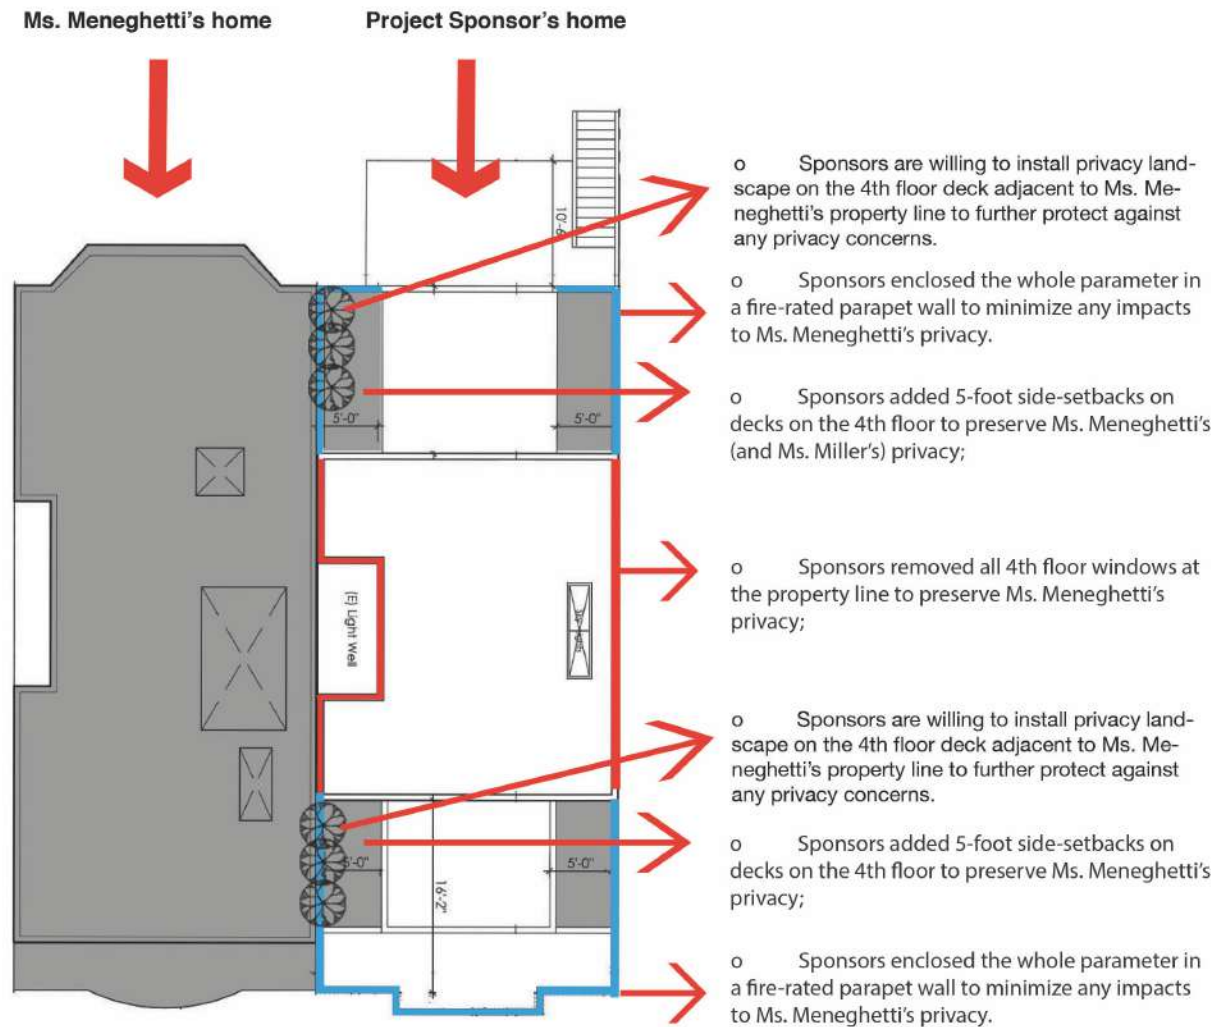 Ms. Meneghetti's home
Project Sponsor's home
10'-6"
o Sponsors are willing to install privacy land-
scape on the 4th floor deck adjacent to Ms. Me-
neghetti's property line to further protect against
any privacy concerns.
o Sponsors enclosed the whole parameter in
a fire-rated parapet wall to minimize any impacts
to Ms. Meneghetti's privacy.
o Sponsors added 5-foot side-setbacks on
decks on the 4th floor to preserve Ms. Meneghetti's
(and Ms. Miller's) privacy;
5'-0"
5'-0"
(E) Light Well
o Sponsors removed all 4th floor windows at
the property line to preserve Ms. Meneghetti's
privacy;
o Sponsors are willing to install privacy land-
scape on the 4th floor deck adjacent to Ms. Me-
neghetti's property line to further protect against
any privacy concerns.
5'-0"
5'-0"
16'-2"
o Sponsors added 5-foot side-setbacks on
decks on the 4th floor to preserve Ms. Meneghetti's
privacy;
o Sponsors enclosed the whole parameter in
a fire-rated parapet wall to minimize any impacts
to Ms. Meneghetti's privacy.